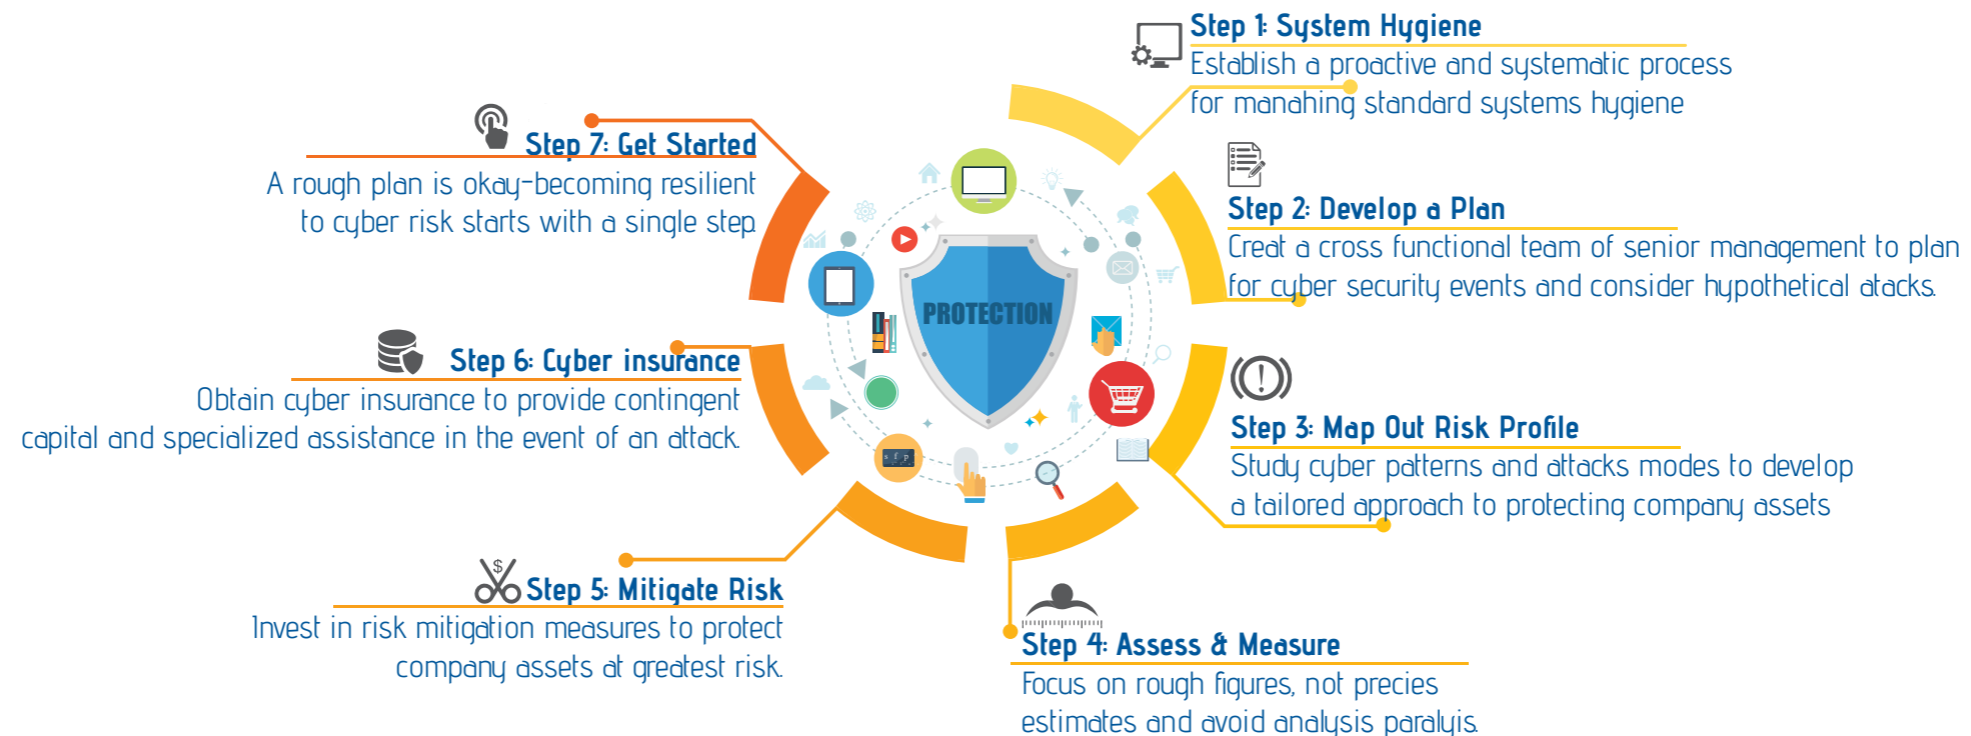 Step 1: System Hygiene
Establish a proactive and systematic process
for manahing standard systems hygiene
Step 2: Develop a Plan
Creat a cross functional team of senior management to plan
for cyber security events and consider hypothetical atacks.
Step 3: Map Out Risk Profile
Study cyber patterns and attacks modes to develop
a tailored approach to protecting company assets
Step 4: Assess & Measure
Focus on rough figures, not precies
estimates and avoid analysis paralyis.
$
Step 5: Mitigate Risk
Invest in risk mitigation measures to protect
company assets at greatest risk.
Step 6: Cyber insurance
Obtain cyber insurance to provide contingent
capital and specialized assistance in the event of an attack.
Step 7: Get Started
A rough plan is okay-becoming resilient
to cyber risk starts with a single step.
PROTECTION
s f p